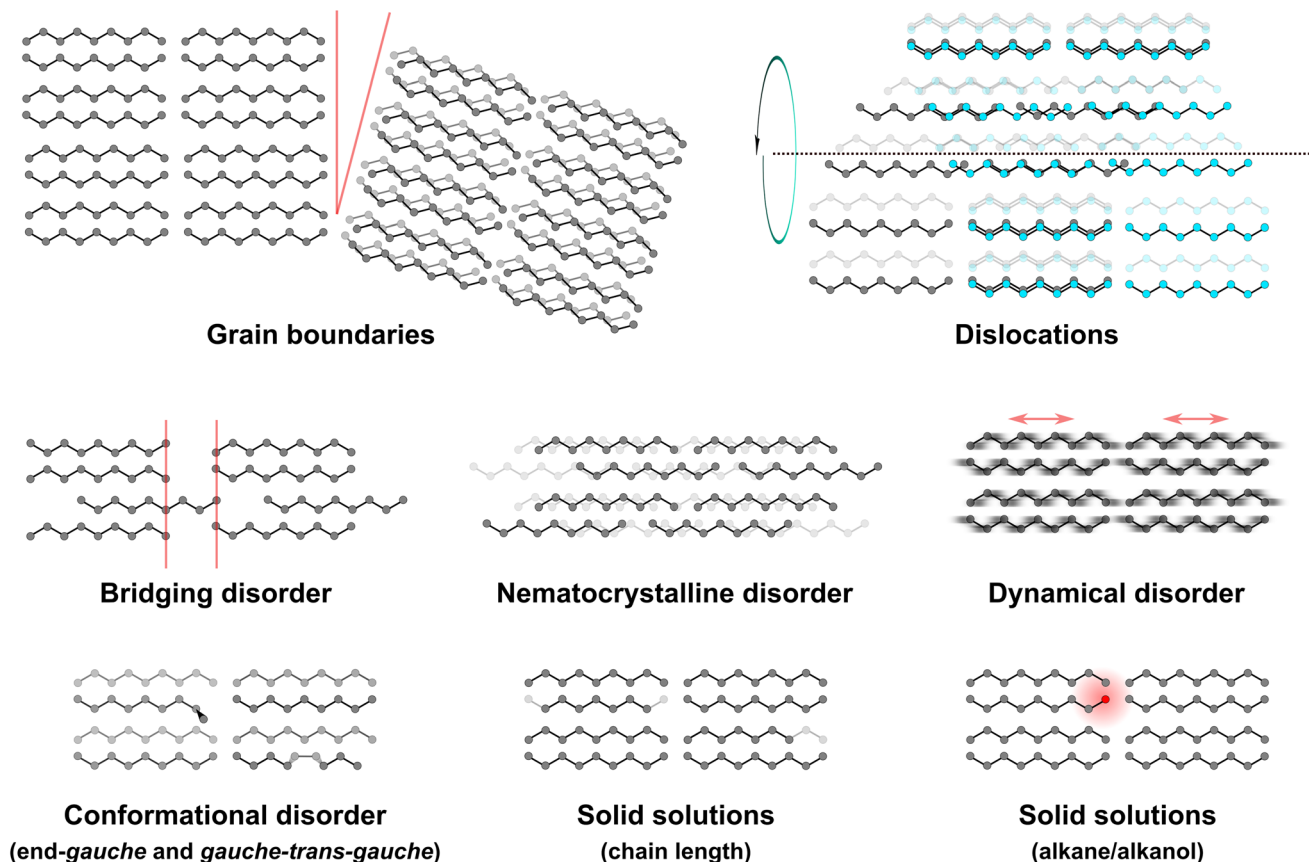 Grain boundaries
Dislocations
Bridging disorder
Nematocrystalline disorder
Dynamical disorder
Conformational disorder
(end-gauche and gauche-trans-gauche)
Solid solutions
(chain length)
Solid solutions
(alkane/alkanol)